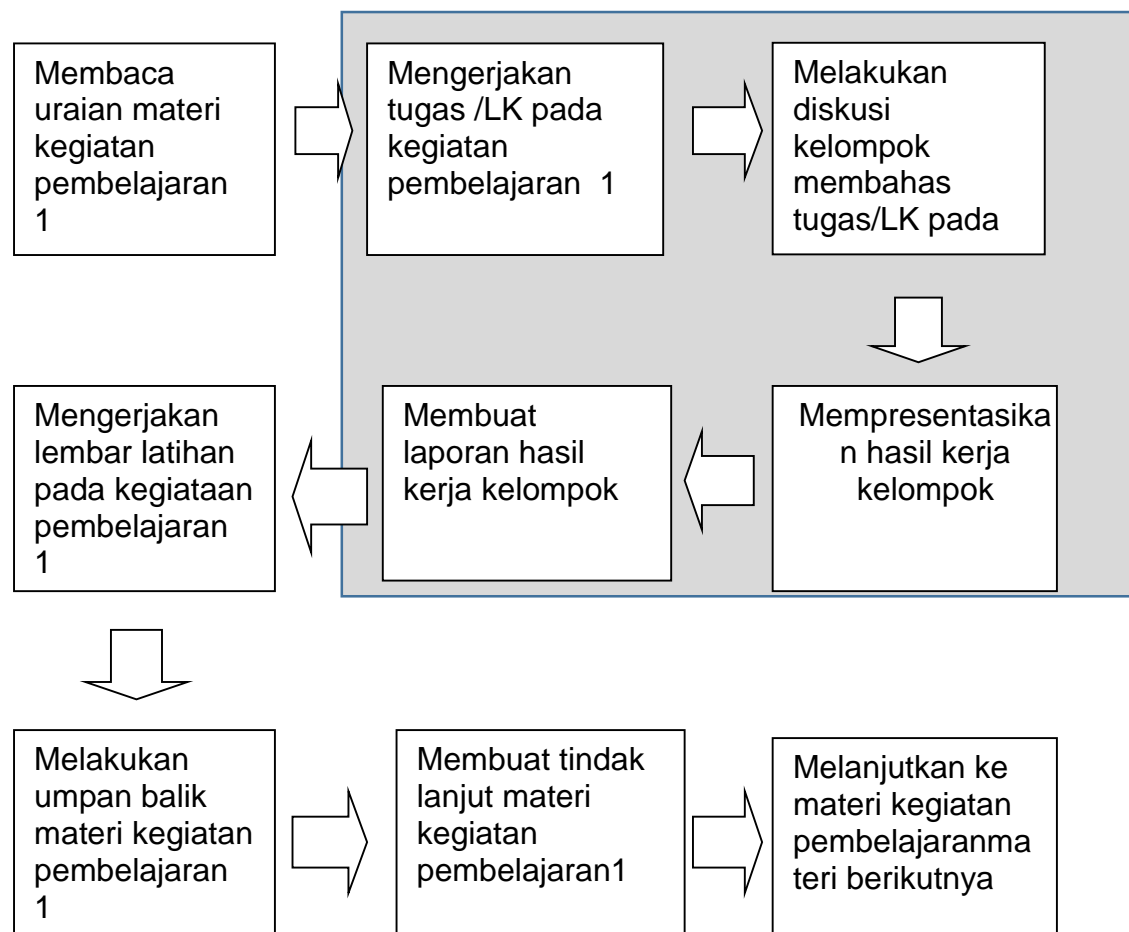 Membaca
uraian materi
kegiatan
pembelajaran
1
Mengerjakan
tugas /LK pada
kegiatan
pembelajaran 1
Melakukan
diskusi
kelompok
membahas
tugas/LK pada
Mempresentasika
n hasil kerja
kelompok
Membuat
laporan hasil
kerja kelompok
Mengerjakan
lembar latihan
pada kegiataan
pembelajaran
1
Melakukan
umpan balik
materi kegiatan
pembelajaran
1
Membuat tindak
lanjut materi
kegiatan
pembelajaran1
Melanjutkan ke
materi kegiatan
pembelajaranma
teri berikutnya